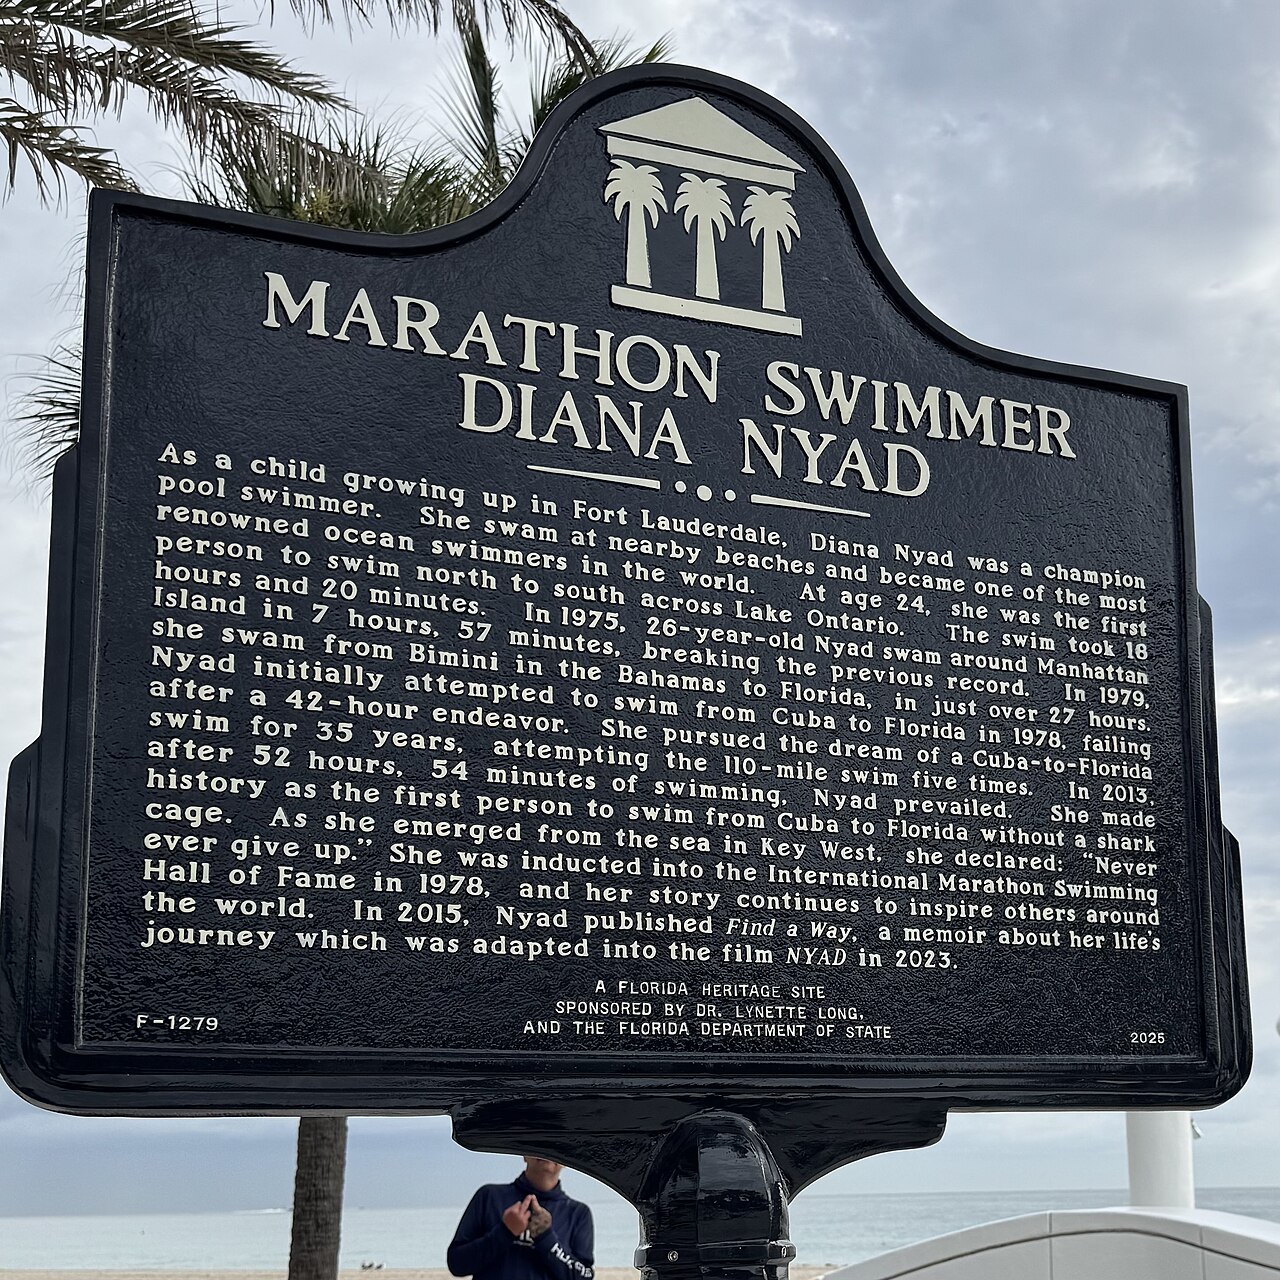 MARATHON SWIMMER
DIANA NYAD
As a child growing up in Fort Lauderdale, Diana Nyad was a champion
pool swimmer. She swam at nearby beaches and became one of the most
renowned ocean swimmers in the world. At age 24, she was the first
person to swim north to south across Lake Ontario. The swim took 18
hours and 20 minutes. In 1975, 26-year-old Nyad swam around Manhattan
Island in 7 hours, 57 minutes, breaking the previous record. In 1979,
she swam from Bimini in the Bahamas to Florida, in just over 27 hours.
Nyad initially attempted to swim from Cuba to Florida in 1978, failing
after a 42-hour endeavor. She pursued the dream of a Cuba-to-Florida
swim for 35 years, attempting the 110-mile swim five times. In 2013,
after 52 hours, 54 minutes of swimming, Nyad prevailed. She made
history as the first person to swim from Cuba to Florida without a shark
cage. As she emerged from the sea in Key West, she declared: “Never
ever give up.” She was inducted into the International Marathon Swimming
Hall of Fame in 1978, and her story continues to inspire others around
the world. In 2015, Nyad published Find a Way, a memoir about her life's
journey which was adapted into the film NYAD in 2023.
A FLORIDA HERITAGE SITE
SPONSORED BY DR. LYNETTE LONG,
AND THE FLORIDA DEPARTMENT OF STATE
F-1279
2025